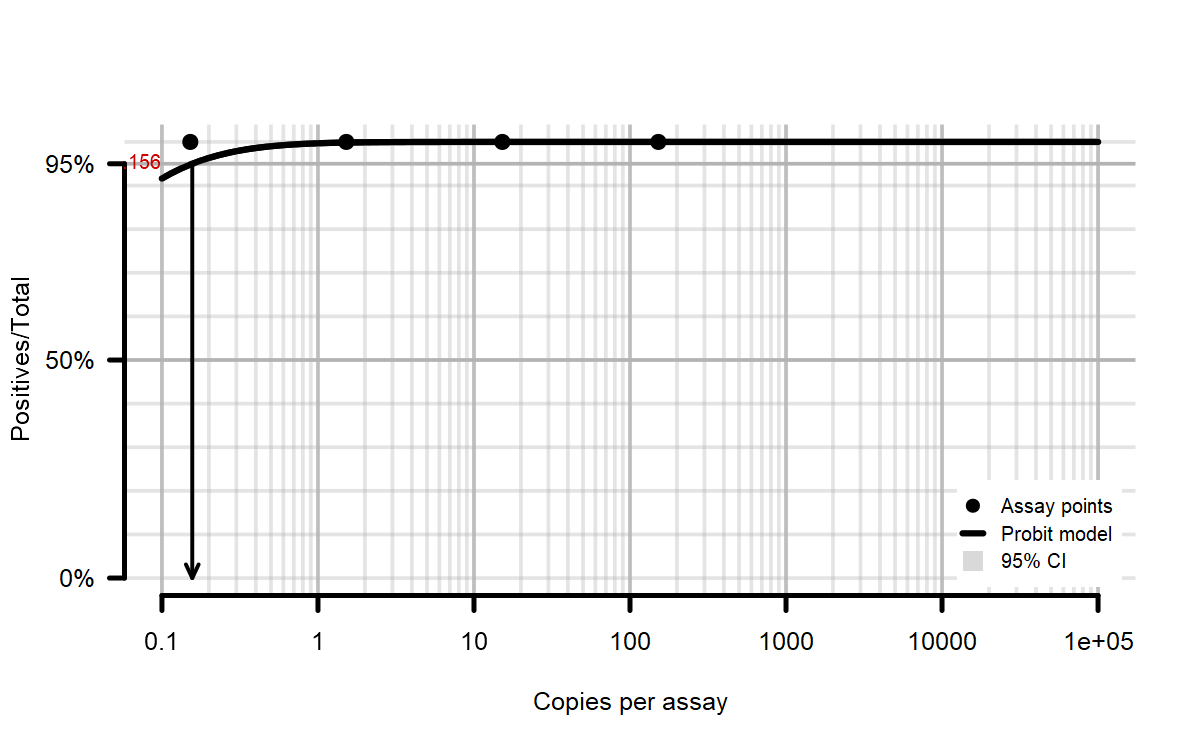 95%
156
50%
0%
Positives/Total
Assay points
Probit model
95% CI
0.1 1 10 100 1000 10000 1e+05
Copies per assay